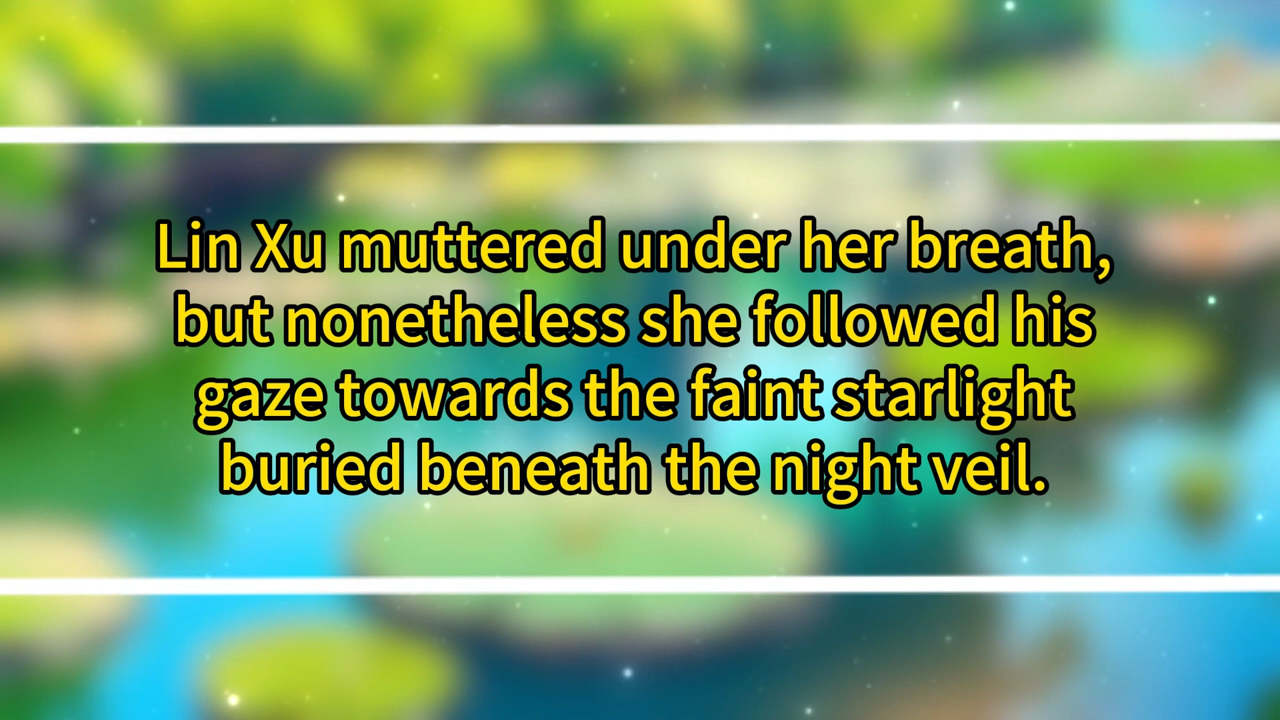 Lin Xu muttered under her breath,
but nonetheless she followed his
gaze towards the faint starlight
buried beneath the night veil.